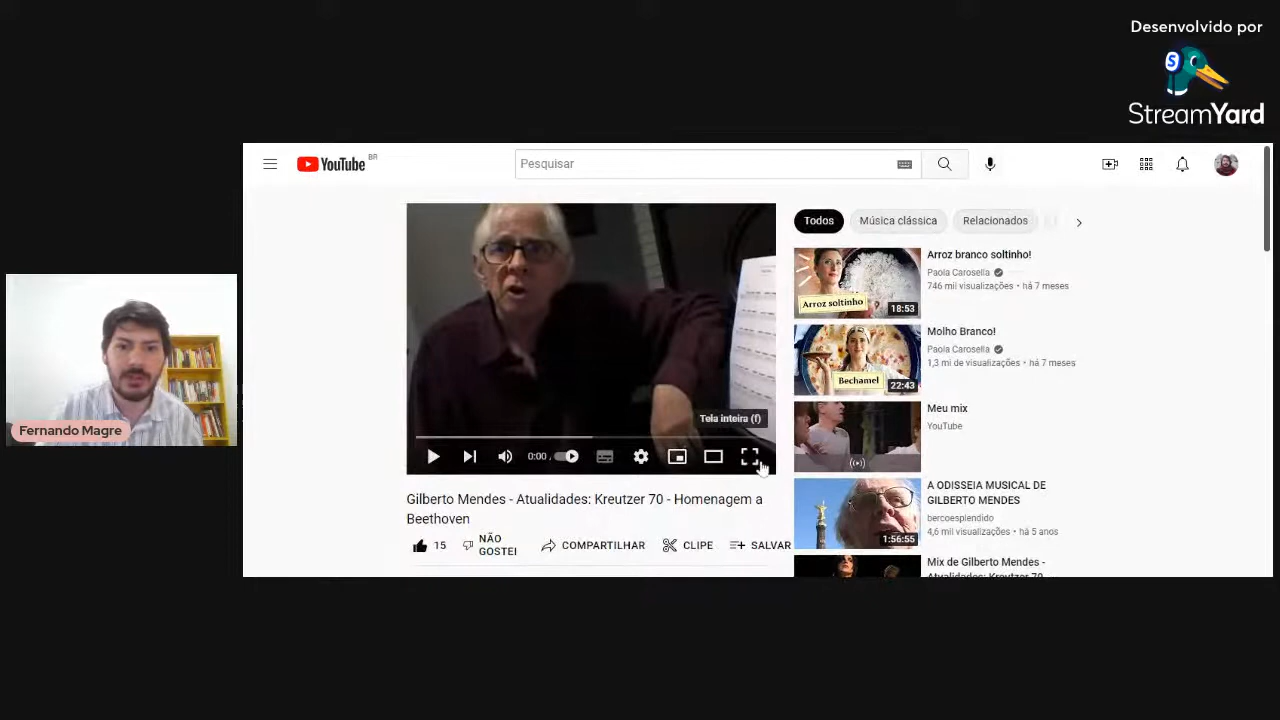 Desenvolvido por
StreamYard
YouTube BR
Pesquisar
Todos
Música clássica
Relacionados
Arroz branco soltinho!
Paola Carosella
746 mil visualizações • há 7 meses
Arroz soltinho
18:53
Molho Branco!
Paola Carosella
1,3 mi de visualizações • há 7 meses
Bechamel
22:43
Meu mix
YouTube
A ODISSEIA MUSICAL DE
GILBERTO MENDES
bercoesplendido
4,6 mil visualizações • há 5 anos
1:56:55
Mix de Gilberto Mendes -
Atualidades: Kreutzer 70
Tela inteira (f)
0:00
Gilberto Mendes - Atualidades: Kreutzer 70 - Homenagem a
Beethoven
15
NÃO
GOSTEI
COMPARTILHAR
CLIPE
SALVAR
Fernando Magre